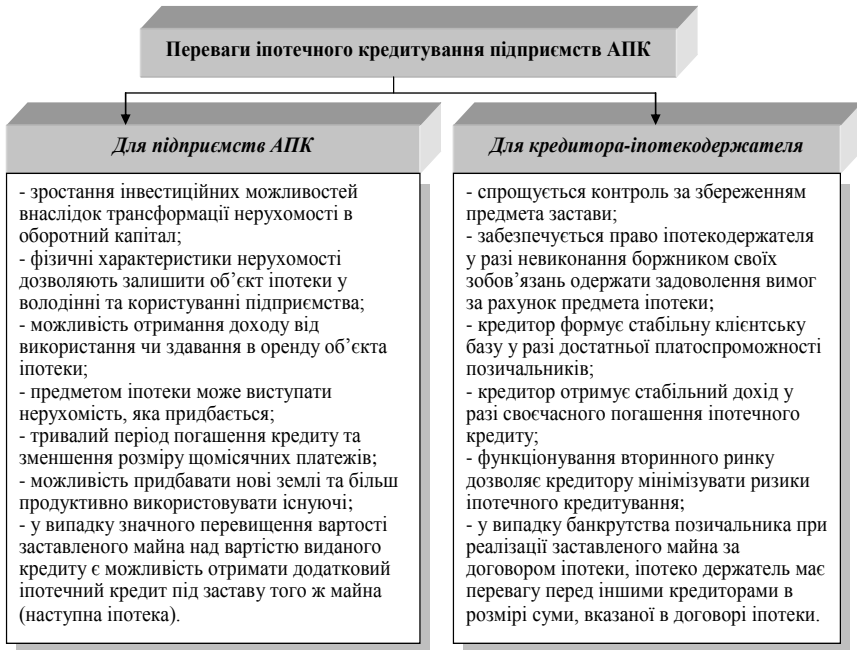 Переваги іпотечного кредитування підприємств АПК
Для підприємств АПК
- зростання інвестиційних можливостей
внаслідок трансформації нерухомості в
оборотний капітал;
- фізичні характеристики нерухомості
дозволяють залишити об’єкт іпотеки у
володінні та користуванні підприємства;
- можливість отримання доходу від
використання чи здавання в оренду об’єкта
іпотеки;
- предметом іпотеки може виступати
нерухомість, яка придбається;
- тривалий період погашення кредиту та
зменшення розміру щомісячних платежів;
- можливість придбавати нові землі та більш
продуктивно використовувати існуючі;
- у випадку значного перевищення вартості
заставленого майна над вартістю виданого
кредиту є можливість отримати додатковий
іпотечний кредит під заставу того ж майна
(наступна іпотека).
Для кредитора-іпотекодержателя
- спрощується контроль за збереженням
предмета застави;
- забезпечується право іпотекодержателя
у разі невиконання боржником своїх
зобов’язань одержати задоволення вимог
за рахунок предмета іпотеки;
- кредитор формує стабільну клієнтську
базу у разі достатньої платоспроможності
позичальників;
- кредитор отримує стабільний дохід у
разі своєчасного погашення іпотечного
кредиту;
- функціонування вторинного ринку
дозволяє кредитору мінімізувати ризики
іпотечного кредитування;
- у випадку банкрутства позичальника при
реалізації заставленого майна за
договором іпотеки, іпотеко держатель має
перевагу перед іншими кредиторами в
розмірі суми, вказаної в договорі іпотеки.